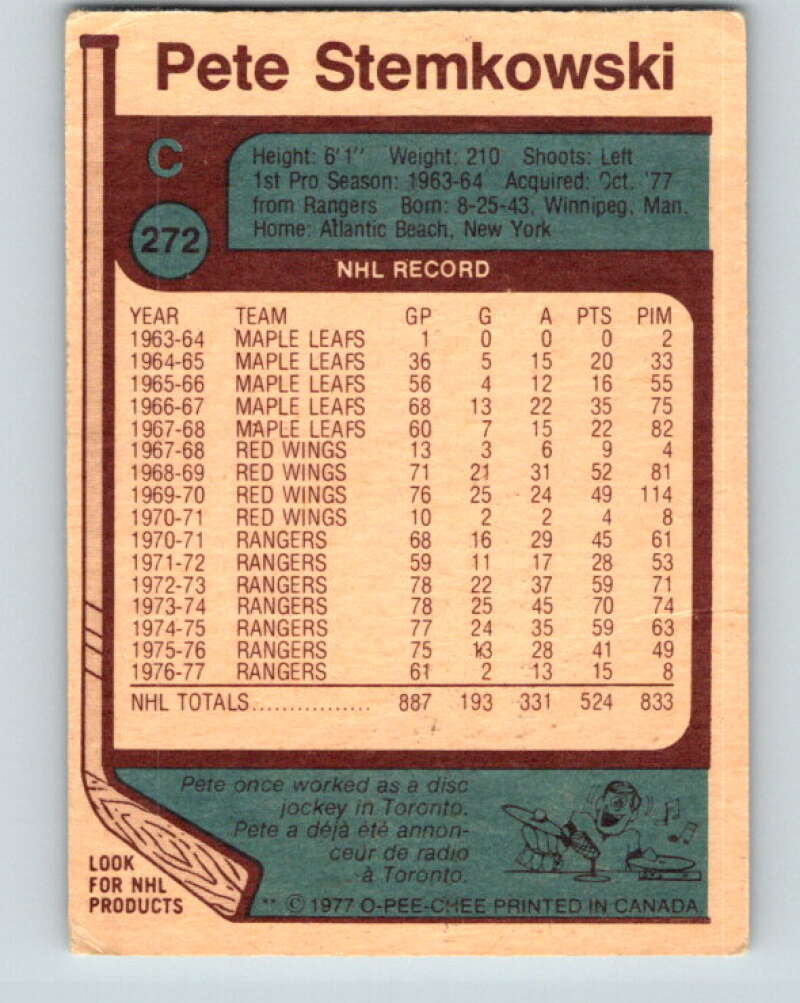 Pete Stemkowski
C
272
Height: 6'1" Weight: 210 Shoots: Left
1st Pro Season: 1963-64 Acquired: Oct. '77
from Rangers Born: 8-25-43, Winnipeg, Man.
Home: Atlantic Beach, New York
NHL RECORD
YEAR TEAM GP G A PTS PIM
1963-64 MAPLE LEAFS 1 0 0 0 2
1964-65 MAPLE LEAFS 36 5 15 20 33
1965-66 MAPLE LEAFS 56 4 12 16 55
1966-67 MAPLE LEAFS 68 13 22 35 75
1967-68 MAPLE LEAFS 60 7 15 22 82
1967-68 RED WINGS 13 3 6 9 4
1968-69 RED WINGS 71 21 31 52 81
1969-70 RED WINGS 76 25 24 49 114
1970-71 RED WINGS 10 2 2 4 8
1970-71 RANGERS 68 16 29 45 61
1971-72 RANGERS 59 11 17 28 53
1972-73 RANGERS 78 22 37 59 71
1973-74 RANGERS 78 25 45 70 74
1974-75 RANGERS 77 24 35 59 63
1975-76 RANGERS 75 13 28 41 49
1976-77 RANGERS 61 2 13 15 8
NHL TOTALS................ 887 193 331 524 833
Pete once worked as a disc
jockey in Toronto.
Pete a déjà été annon-
ceur de radio
à Toronto.
LOOK
FOR NHL
PRODUCTS
** © 1977 O-PEE-CHEE PRINTED IN CANADA